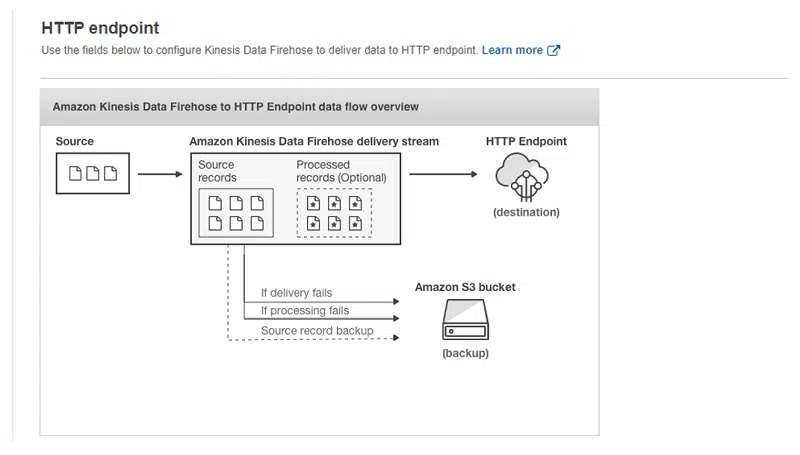 HTTP endpoint
Use the fields below to configure Kinesis Data Firehose to deliver data to HTTP endpoint. Learn more
Amazon Kinesis Data Firehose to HTTP Endpoint data flow overview
Source
Amazon Kinesis Data Firehose delivery stream
HTTP Endpoint
Source
records
Processed
records (Optional)
(destination)
If delivery fails
If processing fails
Source record backup
Amazon S3 bucket
(backup)